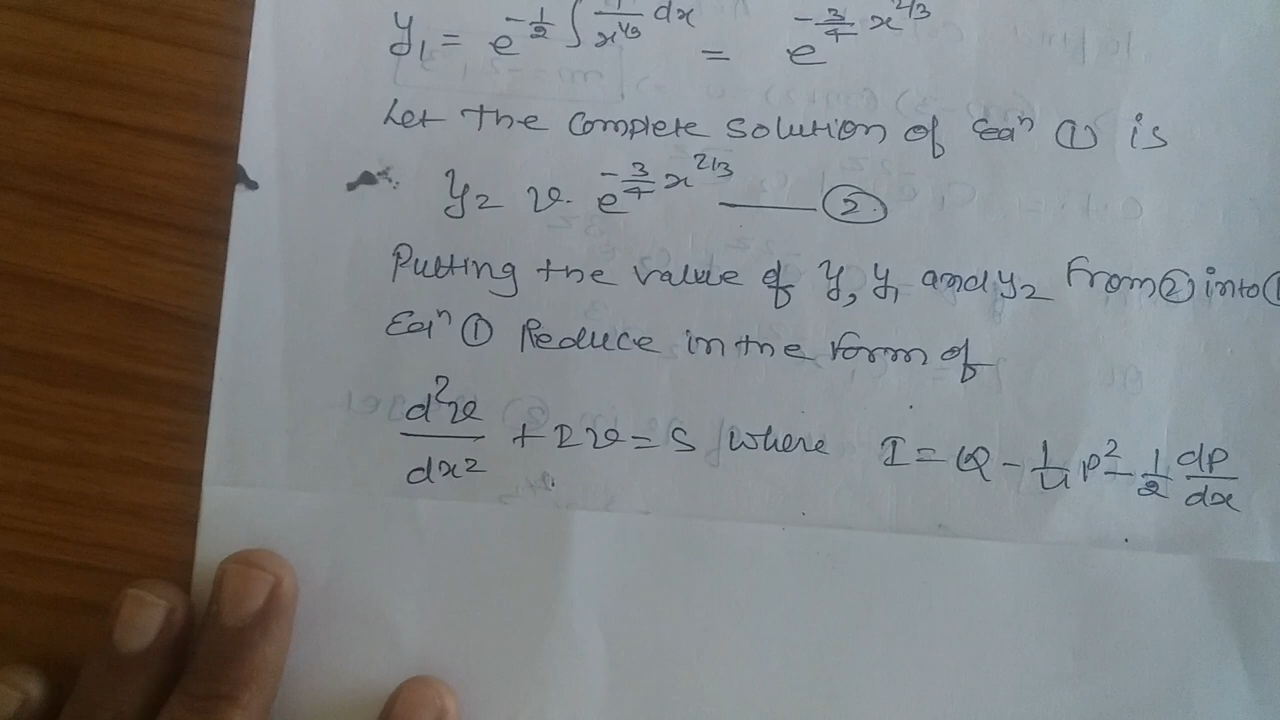 y₁ = e^{-1/2 ∫ 1/x^{1/3} dx} = e^{-3/4 x^{2/3}}
Let the complete solution of Eqⁿ ① is
y = v. e^{-3/4 x^{2/3}} —— ②
Putting the value of y, y₁ and y₂ from ② into ①
Eqⁿ ① Reduce in the form of
d²v/dx² + Iv = S where I = Q - 1/4 P² - 1/2 dP/dx